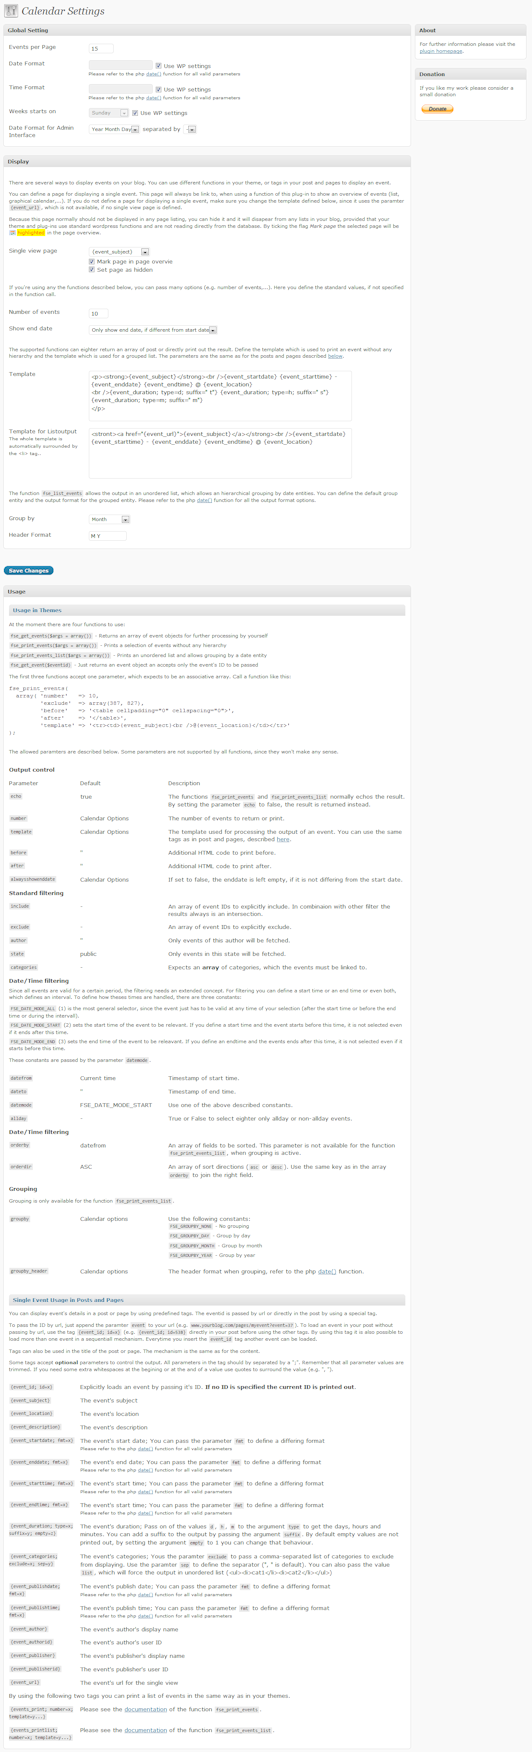 Calendar Settings
Global Setting
Events per Page 15
Date Format Use WP settings
Please refer to the php date() function for all valid parameters
Time Format Use WP settings
Please refer to the php date() function for all valid parameters
Weeks starts on Sunday Use WP settings
Date Format for Admin Interface Year Month Day separated by -
About
For further information please visit the
plugin homepage.
Donation
If you like my work please consider a
small donation
Donate
Display
There are several ways to display events on your blog. You can use different functions in your theme, or tags in your post and pages to display an event.
You can define a page for displaying a single event. This page will always be link to, when using a function of this plug-in to show an overview of events (list,
graphical calendar,...). If you do not define a page for displaying a single event, make sure you change the template defined below, since it uses the paramter
{event_url}, which is not available, if no single view page is defined.
Because this page normally should not be displayed in any page listing, you can hide it and it will disapear from any lists in your blog, provided that your
theme and plug-ins use standard wordpress functions and are not reading directly from the database. By ticking the flag Mark page the selected page will be
highlighted in the page overview.
Single view page {event_subject}
Mark page in page overvie
Set page as hidden
If you're using any the functions described below, you can pass many options (e.g. number of events,...). Here you define the standard values, if not specified
in the function call.
Number of events 10
Show end date Only show end date, if different from start date
The supported functions can eighter return an array of post or directly print out the result. Define the template which is used to print an event without any
hierarchy and the template which is used for a grouped list. The parameters are the same as for the posts and pages described below.
Template
<p><strong>{event_subject}</strong><br />{event_startdate} {event_starttime} -
{event_enddate} {event_endtime} @ {event_location}
<br />{event_duration; type=d; suffix=" t"} {event_duration; type=h; suffix=" s"}
{event_duration; type=m; suffix=" m"}
</p>
Template for Listoutput
The whole template is
automatically surrounded by
the <li> tag..
<stront><a href="{event_url}">{event_subject}</a></strong><br />{event_startdate}
{event_starttime} - {event_enddate} {event_endtime} @ {event_location}
The function fse_list_events allows the output in an unordered list, which allows an hierarchical grouping by date entities. You can define the default group
entity and the output format for the grouped entity. Please refer to the php date() function for all the output format options.
Group by Month
Header Format M Y
Save Changes
Usage
Usage in Themes
At the moment there are four functions to use:
fse_get_events($args = array()) - Returns an array of event objects for further processing by yourself
fse_print_events($args = array()) - Prints a selection of events without any hierarchy
fse_print_events_list($args = array()) - Prints an unordered list and allows grouping by a date entity
fse_get_event($eventid) - Just returns an event object an accepts only the event's ID to be passed
The first three functions accept one parameter, which expects to be an associative array. Call a function like this:
fse_print_events(
array( 'number' => 10,
'exclude' => array(387, 827),
'before' => '<table cellpadding="0" cellspacing="0">',
'after' => '</table>',
'template' => '<tr><td>{event_subject}<br />@{event_location}</td></tr>'
);
The allowed paramters are described below. Some parameters are not supported by all functions, since they won't make any sense.
Output control
Parameter Default Description
echo true The functions fse_print_events and fse_print_events_list normally echos the result.
By setting the parameter echo to false, the result is returned instead.
number Calendar Options The number of events to return or print.
template Calendar Options The template used for processing the output of an event. You can use the same
tags as in post and pages, described here.
before '' Additional HTML code to print before.
after '' Additional HTML code to print after.
alwaysshowenddate Calendar Options If set to false, the enddate is left empty, if it is not differing from the start date.
Standard filtering
include - An array of event IDs to explicitly include. In combinaion with other filter the
results always is an intersection.
exclude - An array of event IDs to explicitly exclude.
author '' Only events of this author will be fetched.
state public Only events in this state will be fetched.
categories - Expects an array of categories, which the events must be linked to.
Date/Time filtering
Since all events are valid for a certain period, the filtering needs an extended concept. For filtering you can define a start time or an end time or even both,
which defines an interval. To define how theese times are handled, there are three constants:
FSE_DATE_MODE_ALL (1) is the most general selector, since the event just has to be valid at any time of your selection (after the start time or before the end
time or during the intervall).
FSE_DATE_MODE_START (2) sets the start time of the event to be relevant. If you define a start time and the event starts before this time, it is not selected even
if it ends after this time.
FSE_DATE_MODE_END (3) sets the end time of the event to be releavant. If you define an endtime and the events ends after this time, it is not selected even if it
starts before this time.
These constants are passed by the parameter datemode.
datefrom Current time Timestamp of start time.
dateto '' Timestamp of end time.
datemode FSE_DATE_MODE_START Use one of the above described constants.
allday - True or False to select eighter only allday or non-allday events.
Date/Time filtering
orderby datefrom An array of fields to be sorted. This parameter is not available for the function
fse_print_events_list, when grouping is active.
orderdir ASC An array of sort directions (asc or desc). Use the same key as in the array
orderby to join the right field.
Grouping
Grouping is only available for the function fse_print_events_list.
groupby Calendar options Use the following constants:
FSE_GROUPBY_NONE - No grouping
FSE_GROUPBY_DAY - Group by day
FSE_GROUPBY_MONTH - Group by month
FSE_GROUPBY_YEAR - Group by year
groupby_header Calendar options The header format when grouping, refer to the php date() function.
Single Event Usage in Posts and Pages
You can display event's details in a post or page by using predefined tags. The eventid is passed by url or directly in the post by using a special tag.
To pass the ID by url, just append the paramter event to your url (e.g. www.yourblog.com/pages/myevent?event=37). To load an event in your post without
passing by url, use the tag {event_id; id=x} (e.g. {event_id; id=338} directly in your post before using the other tags. By using this tag it is also possible to
load more than one event in a sequentiall mechanism. Everytime you insert the event_id tag another event can be loaded.
Tags can also be used in the title of the post or page. The mechanism is the same as for the content.
Some tags accept optional parameters to control the output. All parameters in the tag should by separated by a ";". Remember that all parameter values are
trimmed. If you need some extra whitespaces at the begining or at the end of a value use quotes to surround the value (e.g. ", ").
{event_id; id=x} Explicitly loads an event by passing it's ID. If no ID is specified the current ID is printed out.
{event_subject} The event's subject
{event_location} The event's location
{event_description} The event's description
{event_startdate; fmt=x} The event's start date; You can pass the parameter fmt to define a differing format
Please refer to the php date() function for all valid parameters
{event_enddate; fmt=x} The event's end date; You can pass the parameter fmt to define a differing format
Please refer to the php date() function for all valid parameters
{event_starttime; fmt=x} The event's start time; You can pass the parameter fmt to define a differing format
Please refer to the php date() function for all valid parameters
{event_endtime; fmt=x} The event's start time; You can pass the parameter fmt to define a differing format
Please refer to the php date() function for all valid parameters
{event_duration; type=x; suffix=y; empty=z} The event's duration; Pass on of the values d, h, m to the argument type to get the days, hours and
minutes. You can add a suffix to the output by passing the argument suffix. By default empty values are not
printed out, by setting the argument empty to 1 you can change that behaviour.
{event_categories; exclude=x; sep=x} The event's categories; Youe the paramter exclude to pass a comma-separated list of categories to exclude
from displaying. Use the paramter sep to define the separator (", " is default). You can also pass the value
list, which will force the output in unordered list (<ul><li>cat1</li><li>cat2</li></ul>)
{event_publishdate; fmt=x} The event's publish date; You can pass the parameter fmt to define a differing format
Please refer to the php date() function for all valid parameters
{event_publishtime; fmt=x} The event's publish time; You can pass the parameter fmt to define a differing format
Please refer to the php date() function for all valid parameters
{event_author} The event's author's display name
{event_authorid} The event's author's user ID
{event_publisher} The event's publisher's display name
{event_publisherid} The event's publisher's user ID
{event_url} The event's url for the single view
By using the following two tags you can print a list of events in the same way as in your themes.
{events_print; number=x; template=y...} Please see the documentation of the function fse_print_events.
{events_printlist; number=x; template=y...} Please see the documentation of the function fse_print_events_list.